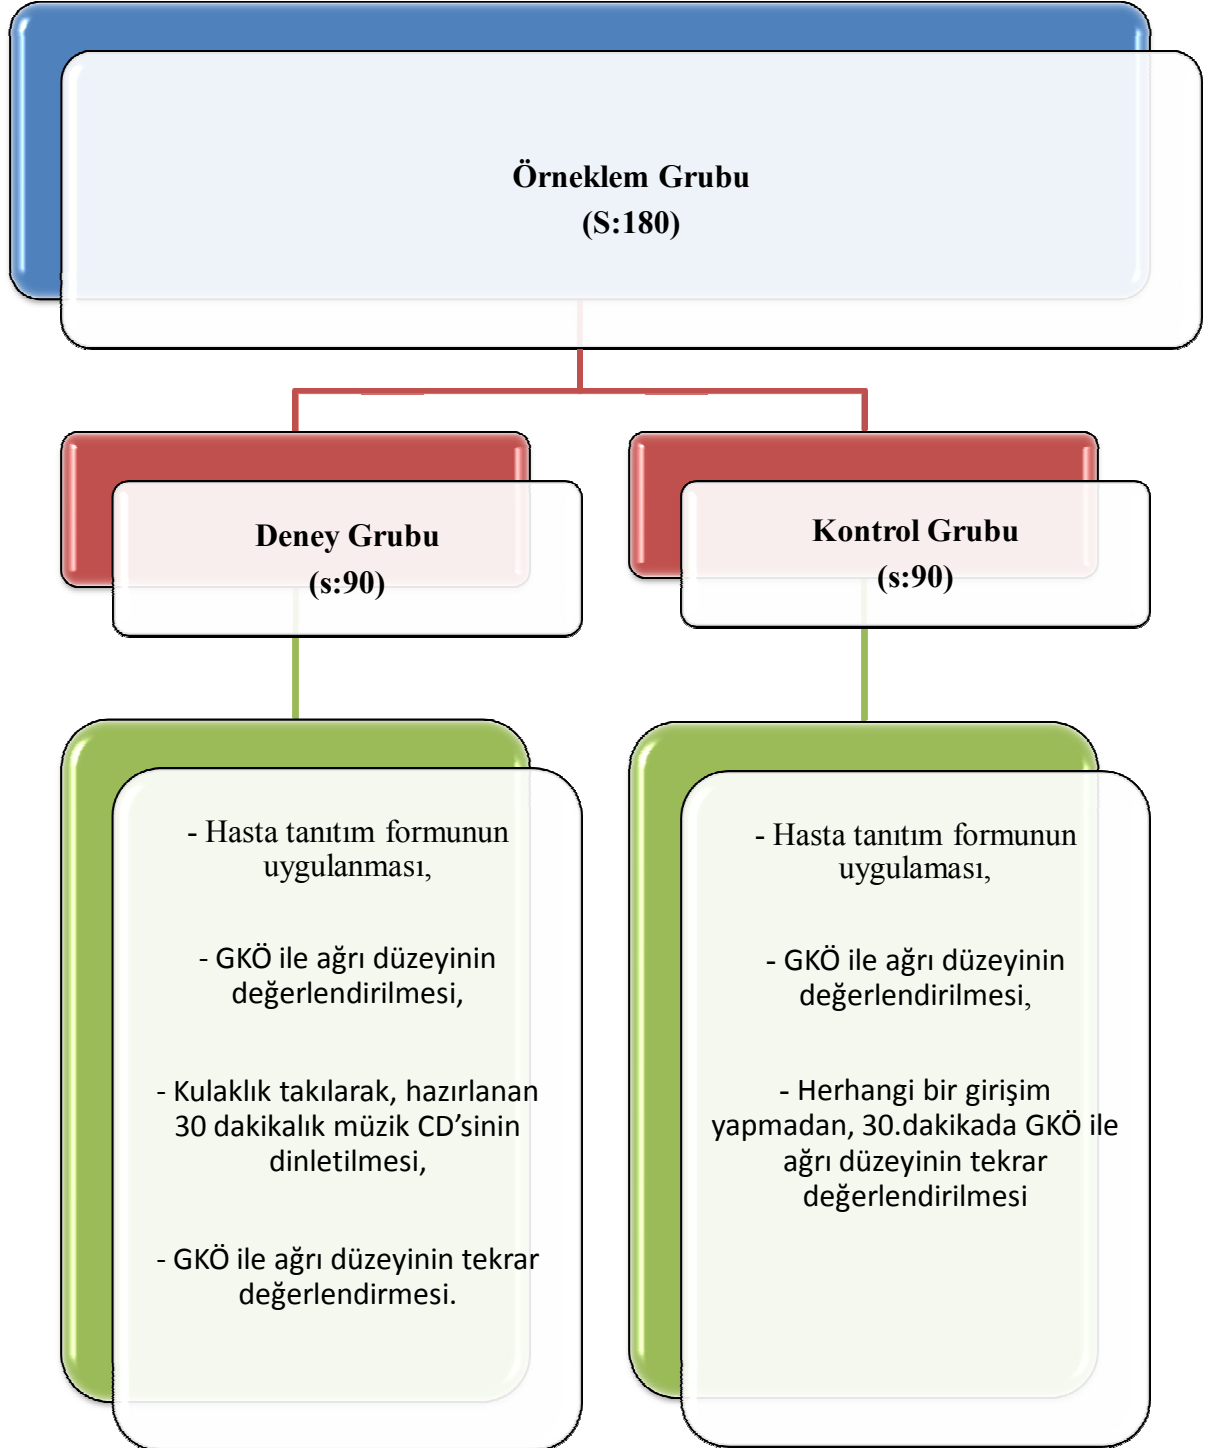 Örneklem Grubu
(S:180)
Deney Grubu
(s:90)
Kontrol Grubu
(s:90)
- Hasta tanıtım formunun
uygulanması,
- GKÖ ile ağrı düzeyinin
değerlendirilmesi,
- Kulaklık takılarak, hazırlanan
30 dakikalık müzik CD’sinin
dinletilmesi,
- GKÖ ile ağrı düzeyinin tekrar
değerlendirmesi.
- Hasta tanıtım formunun
uygulaması,
- GKÖ ile ağrı düzeyinin
değerlendirilmesi,
- Herhangi bir girişim
yapmadan, 30.dakikada GKÖ ile
ağrı düzeyinin tekrar
değerlendirilmesi